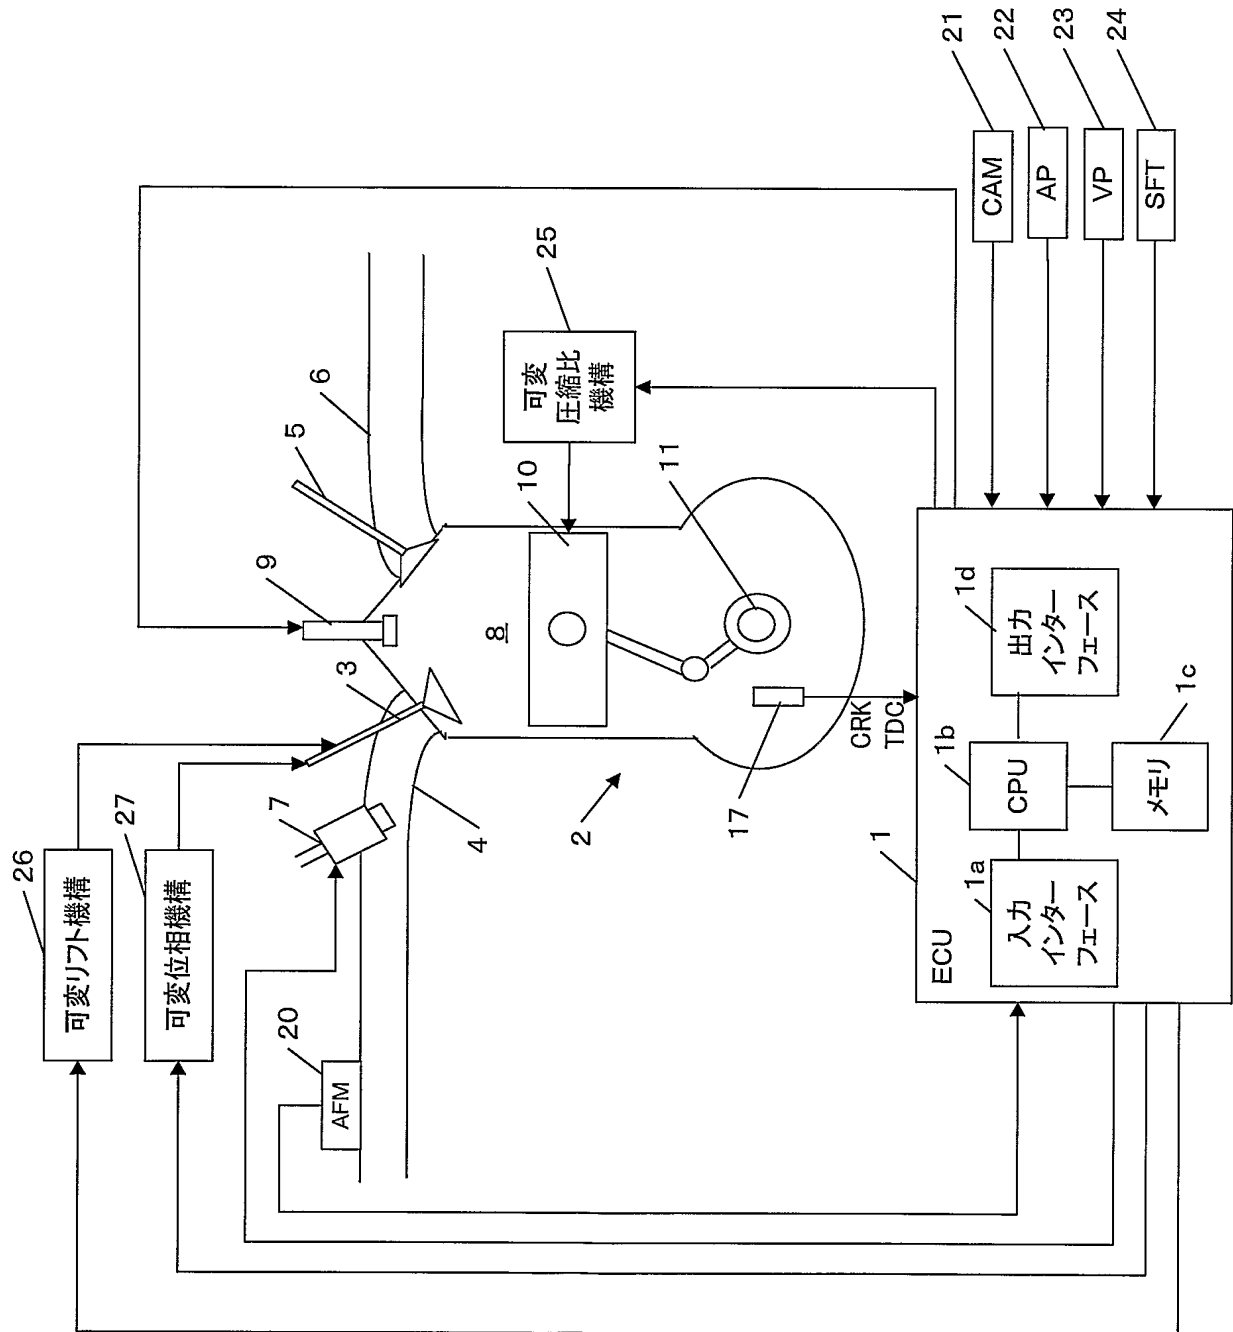 26
可変リフト機構
27
可変位相機構
20
AFM
7
3
4
9
5
6
8
10
25
可変
圧縮比
機構
11
2
17
CRK
TDC
1
ECU
1a
入力
インター
フェース
1b
CPU
1c
メモリ
1d
出力
インター
フェース
21
CAM
22
AP
23
VP
24
SFT